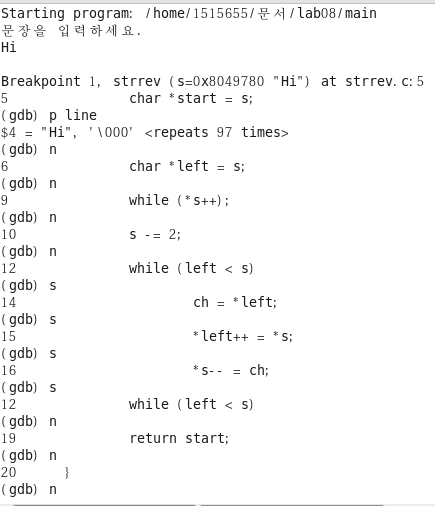 Starting program: /home/1515655/문서/lab08/main
문장을 입력하세요.
Hi
Breakpoint 1, strrev (s=0x8049780 "Hi") at strrev.c:5
5 char *start = s;
(gdb) p line
$4 = "Hi", '\000' <repeats 97 times>
(gdb) n
6 char *left = s;
(gdb) n
9 while (*s++);
(gdb) n
10 s -= 2;
(gdb) n
12 while (left < s)
(gdb) s
14 ch = *left;
(gdb) s
15 *left++ = *s;
(gdb) s
16 *s-- = ch;
(gdb) s
12 while (left < s)
(gdb) n
19 return start;
(gdb) n
20 }
(gdb) n